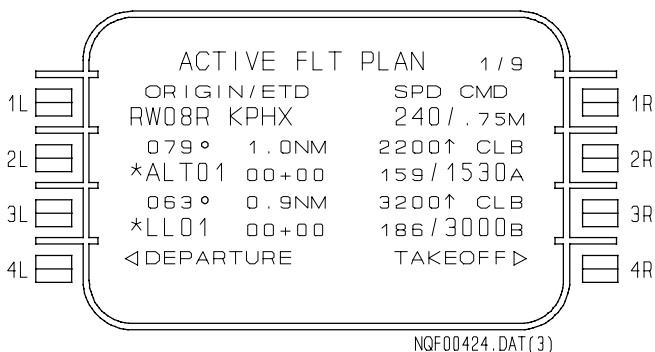 ACTIVE FLT PLAN 1/9
ORIGIN/ETD SPD CMD
1L RW08R KPHX 240/.75M 1R
079° 1.0NM 2200↑ CLB
2L *ALT01 00+00 159/1530A 2R
063° 0.9NM 3200↑ CLB
3L *LL01 00+00 186/3000B 3R
4L ◁DEPARTURE TAKEOFF▷ 4R
NQF00424.DAT(3)